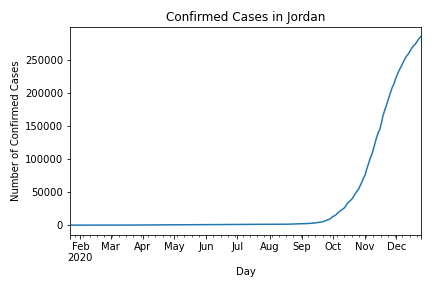 Confirmed Cases in Jordan
Number of Confirmed Cases
250000
200000
150000
100000
50000
0
Feb Mar Apr May Jun Jul Aug Sep Oct Nov Dec
2020
Day